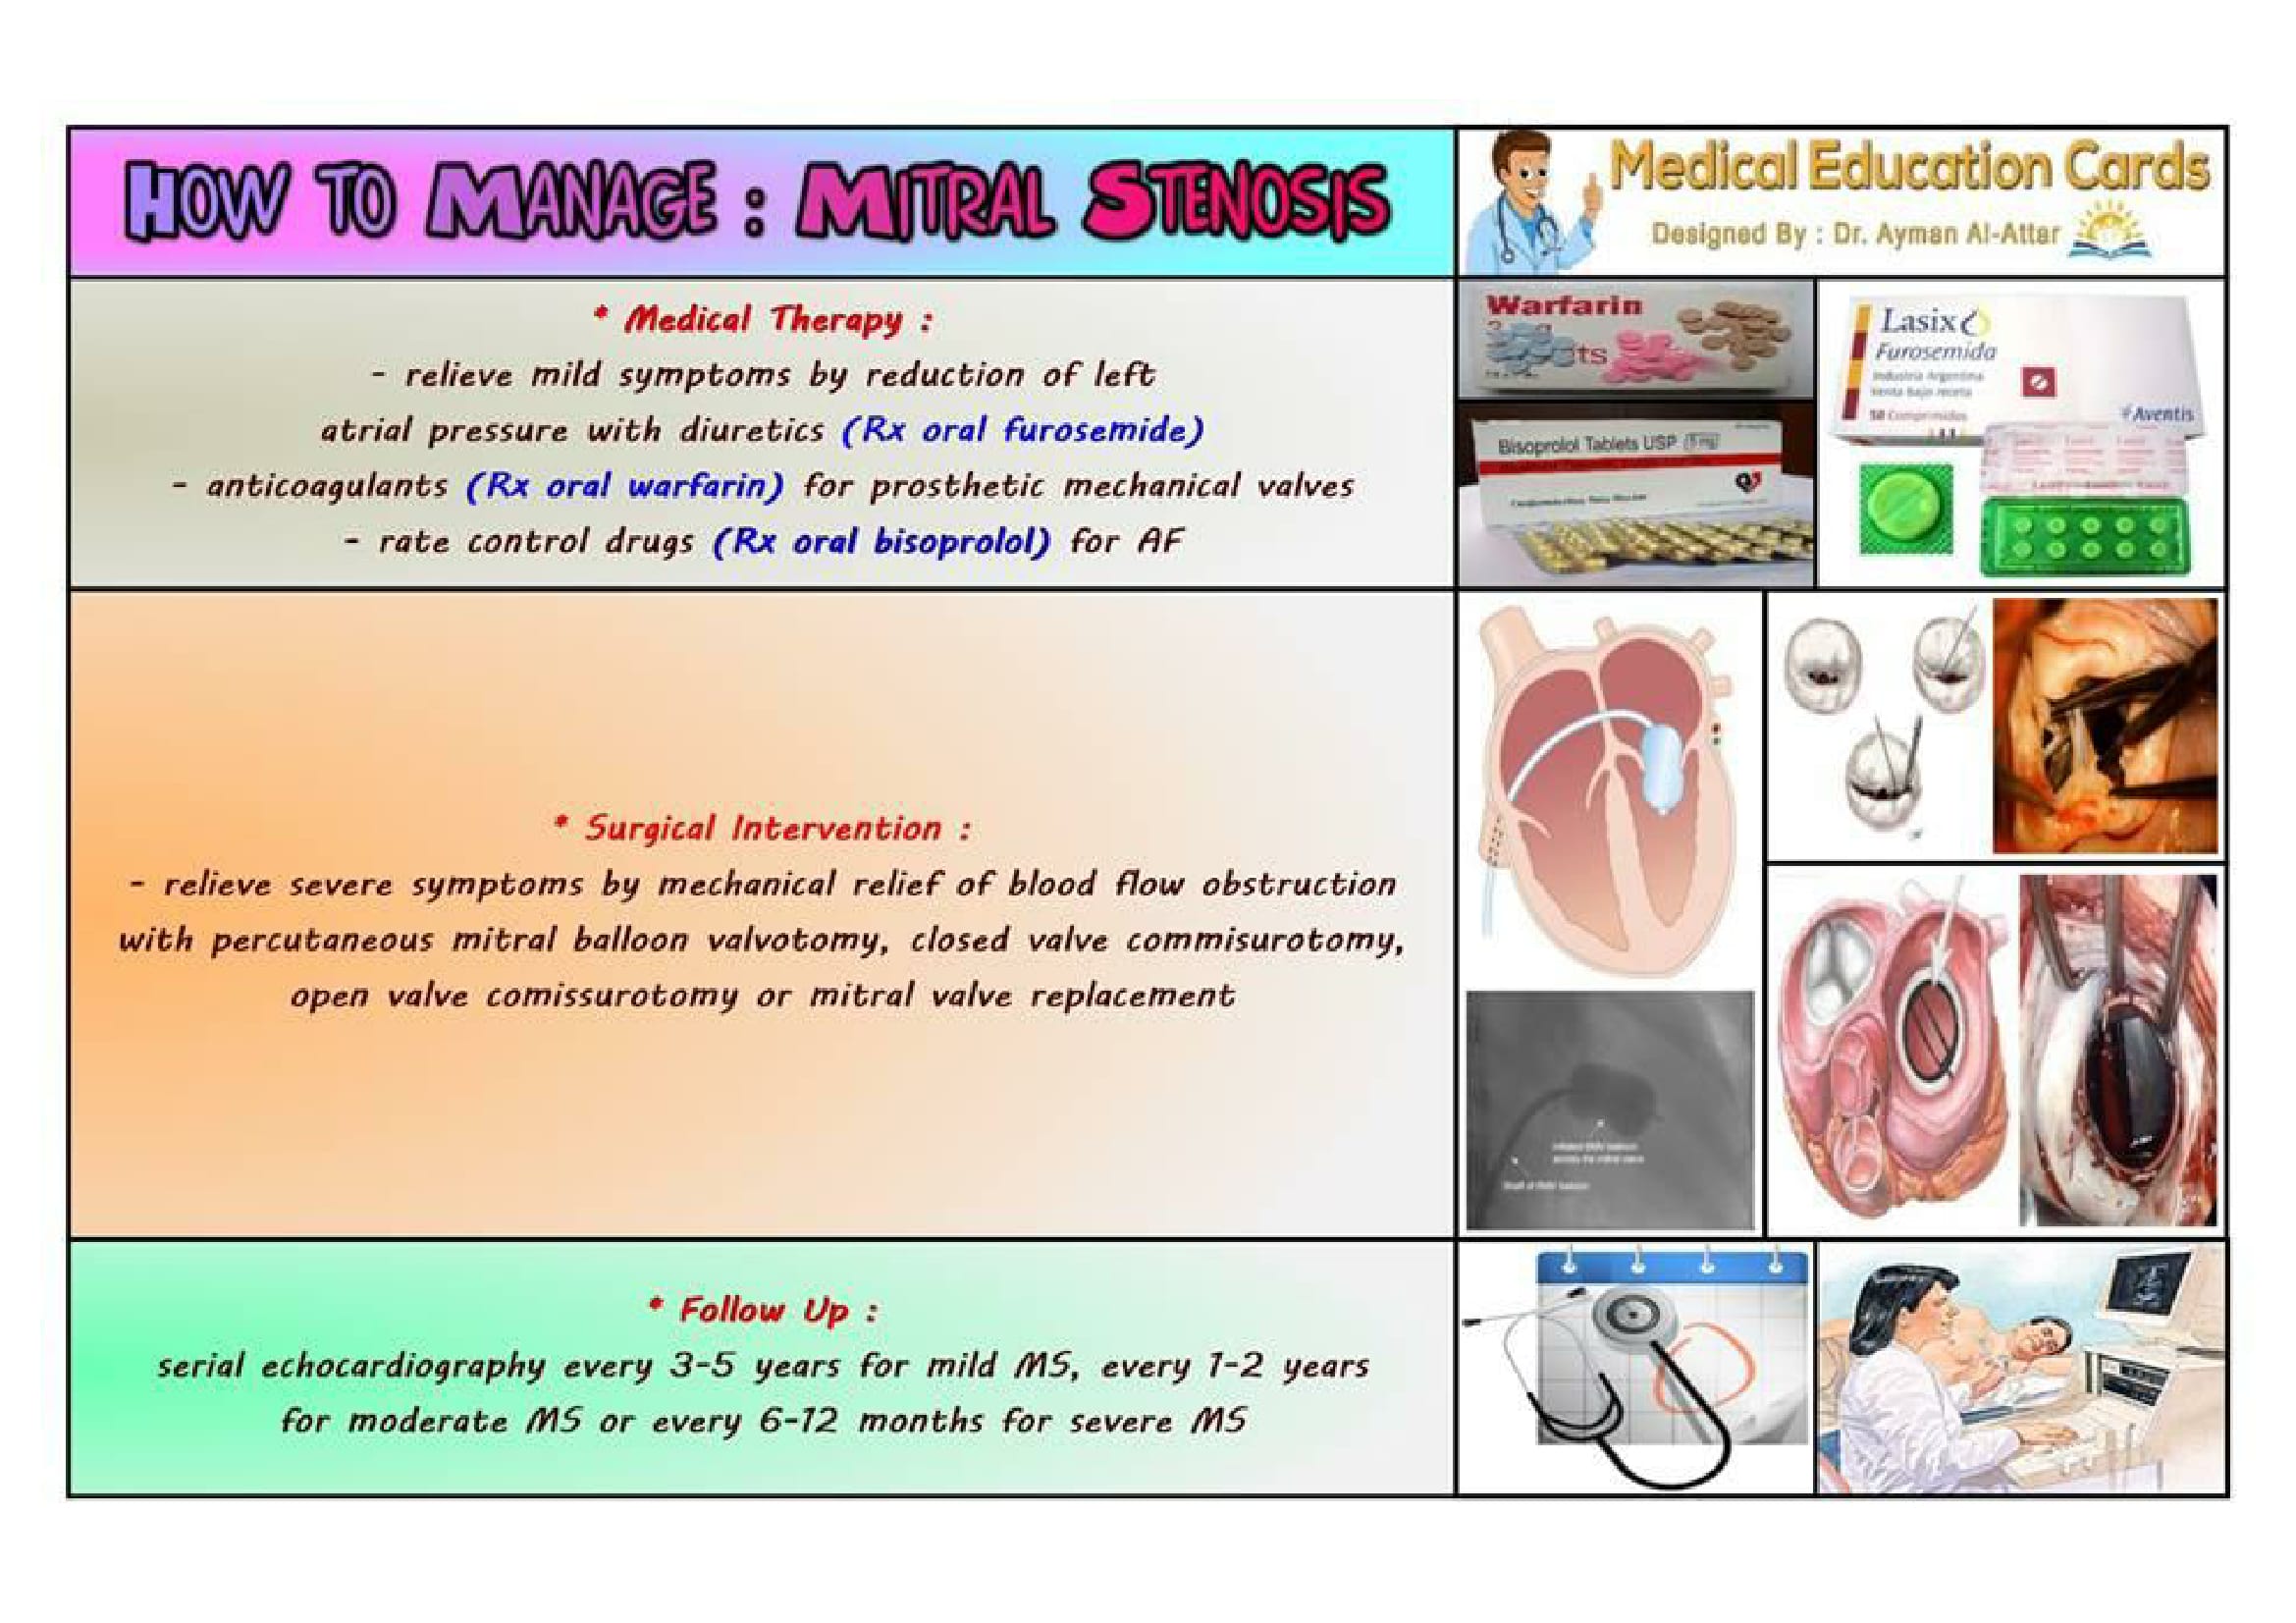 HOW TO MANAGE : MITRAL STENOSIS
Medical Education Cards
Designed By : Dr. Ayman Al-Attar
* Medical Therapy :
- relieve mild symptoms by reduction of left
atrial pressure with diuretics (Rx oral furosemide)
- anticoagulants (Rx oral warfarin) for prosthetic mechanical valves
- rate control drugs (Rx oral bisoprolol) for AF
Warfarin
Bisoprolol Tablets USP 5 mg
Lasix
Furosemida
Industria Argentina
Venta bajo receta
50 Comprimidos
Aventis
* Surgical Intervention :
- relieve severe symptoms by mechanical relief of blood flow obstruction
with percutaneous mitral balloon valvotomy, closed valve commisurotomy,
open valve comissurotomy or mitral valve replacement
* Follow Up :
serial echocardiography every 3-5 years for mild MS, every 1-2 years
for moderate MS or every 6-12 months for severe MS